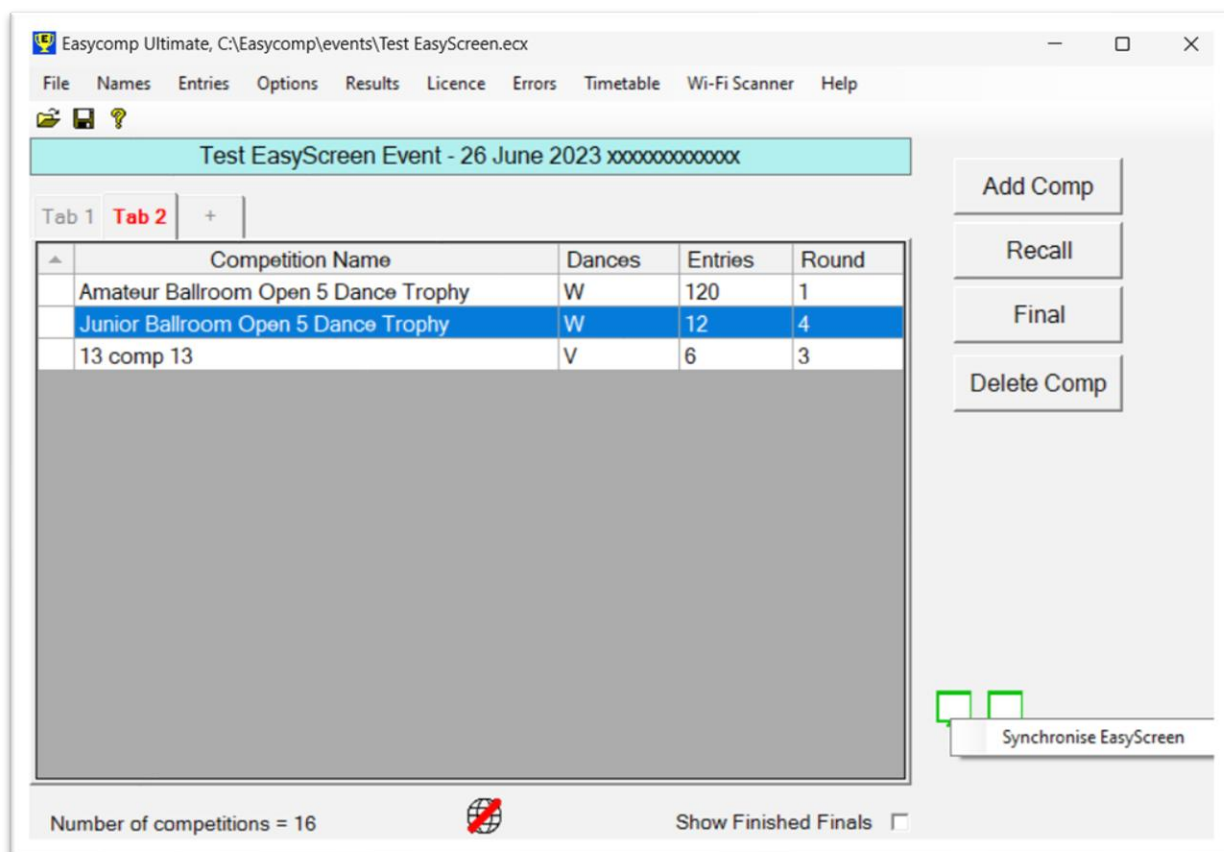 Easycomp Ultimate, C:\Easycomp\events\Test EasyScreen.ecx
File Names Entries Options Results Licence Errors Timetable Wi-Fi Scanner Help
Test EasyScreen Event - 26 June 2023 xxxxxxxxxxxxx
Add Comp
Tab 1 Tab 2 +
Recall
Competition Name Dances Entries Round
Amateur Ballroom Open 5 Dance Trophy W 120 1
Final
Junior Ballroom Open 5 Dance Trophy W 12 4
13 comp 13 V 6 3
Delete Comp
Synchronise EasyScreen
Number of competitions = 16
Show Finished Finals